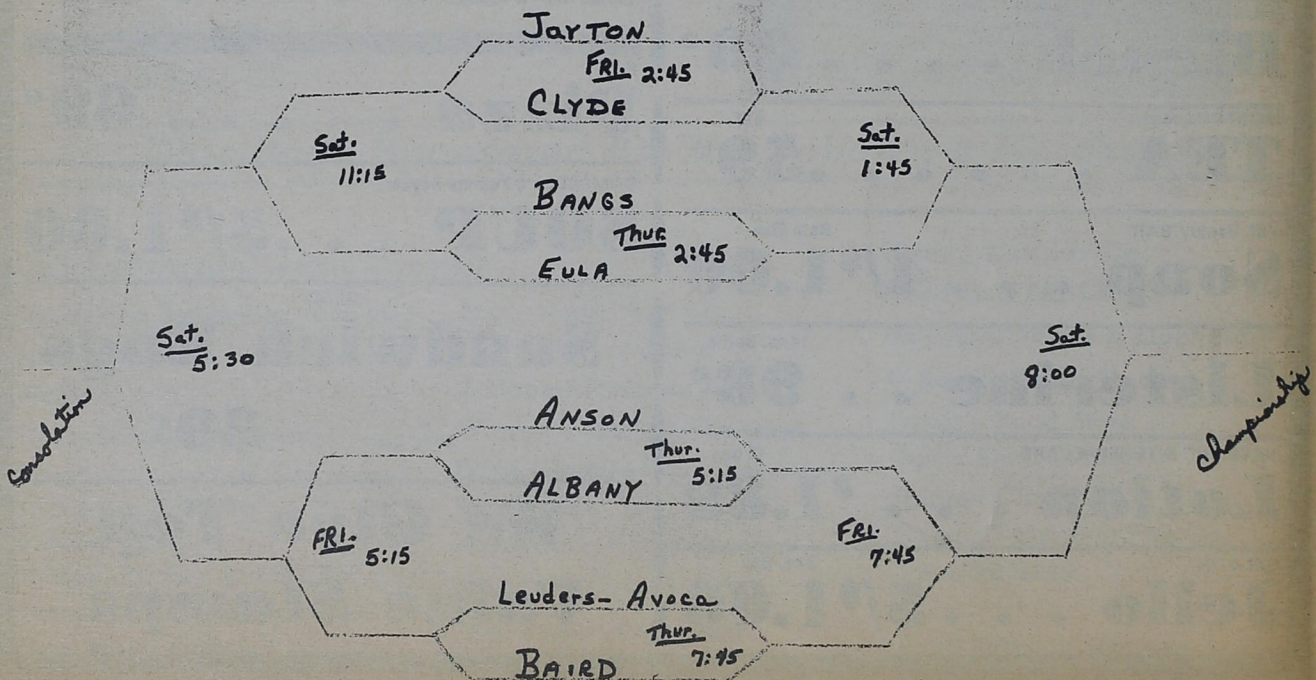 JayTON
FRI. 2:45
CLYDE
Sat.
11:15
Sat.
1:45
BANGS
Thur.
2:45
EULA
Sat.
5:30
Sat.
8:00
Consolation
Championship
ANSON
Thur.
5:15
ALBANY
FRI.
5:15
FRI.
7:45
Leuders- Avoca
Thur.
7:45
BAIRD